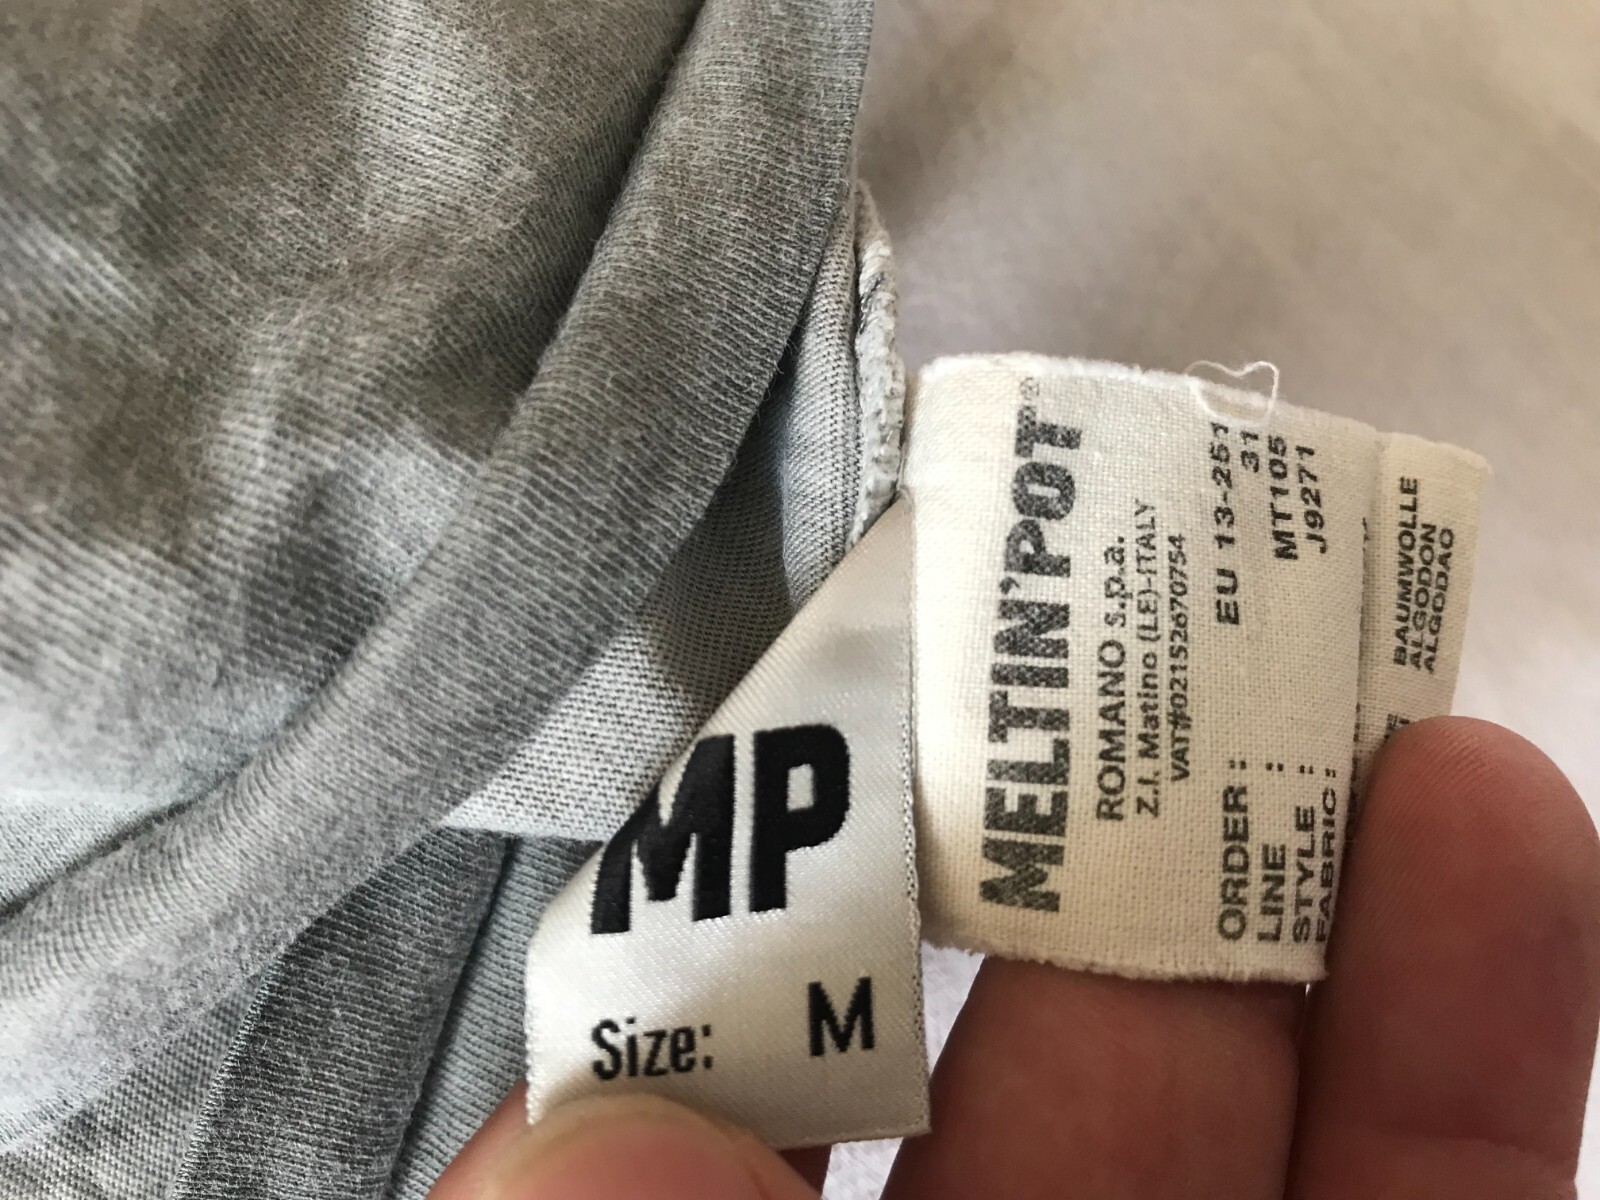 MP
Size: M
MELTIN'POT®
ROMANO s.p.a.
Z.I. Matino (LE)-ITALY
VAT#02152670754
ORDER : EU 13-251
LINE : 31
STYLE : MT105
FABRIC : J9271
BAUMWOLLE
ALGODON
ALGODAO